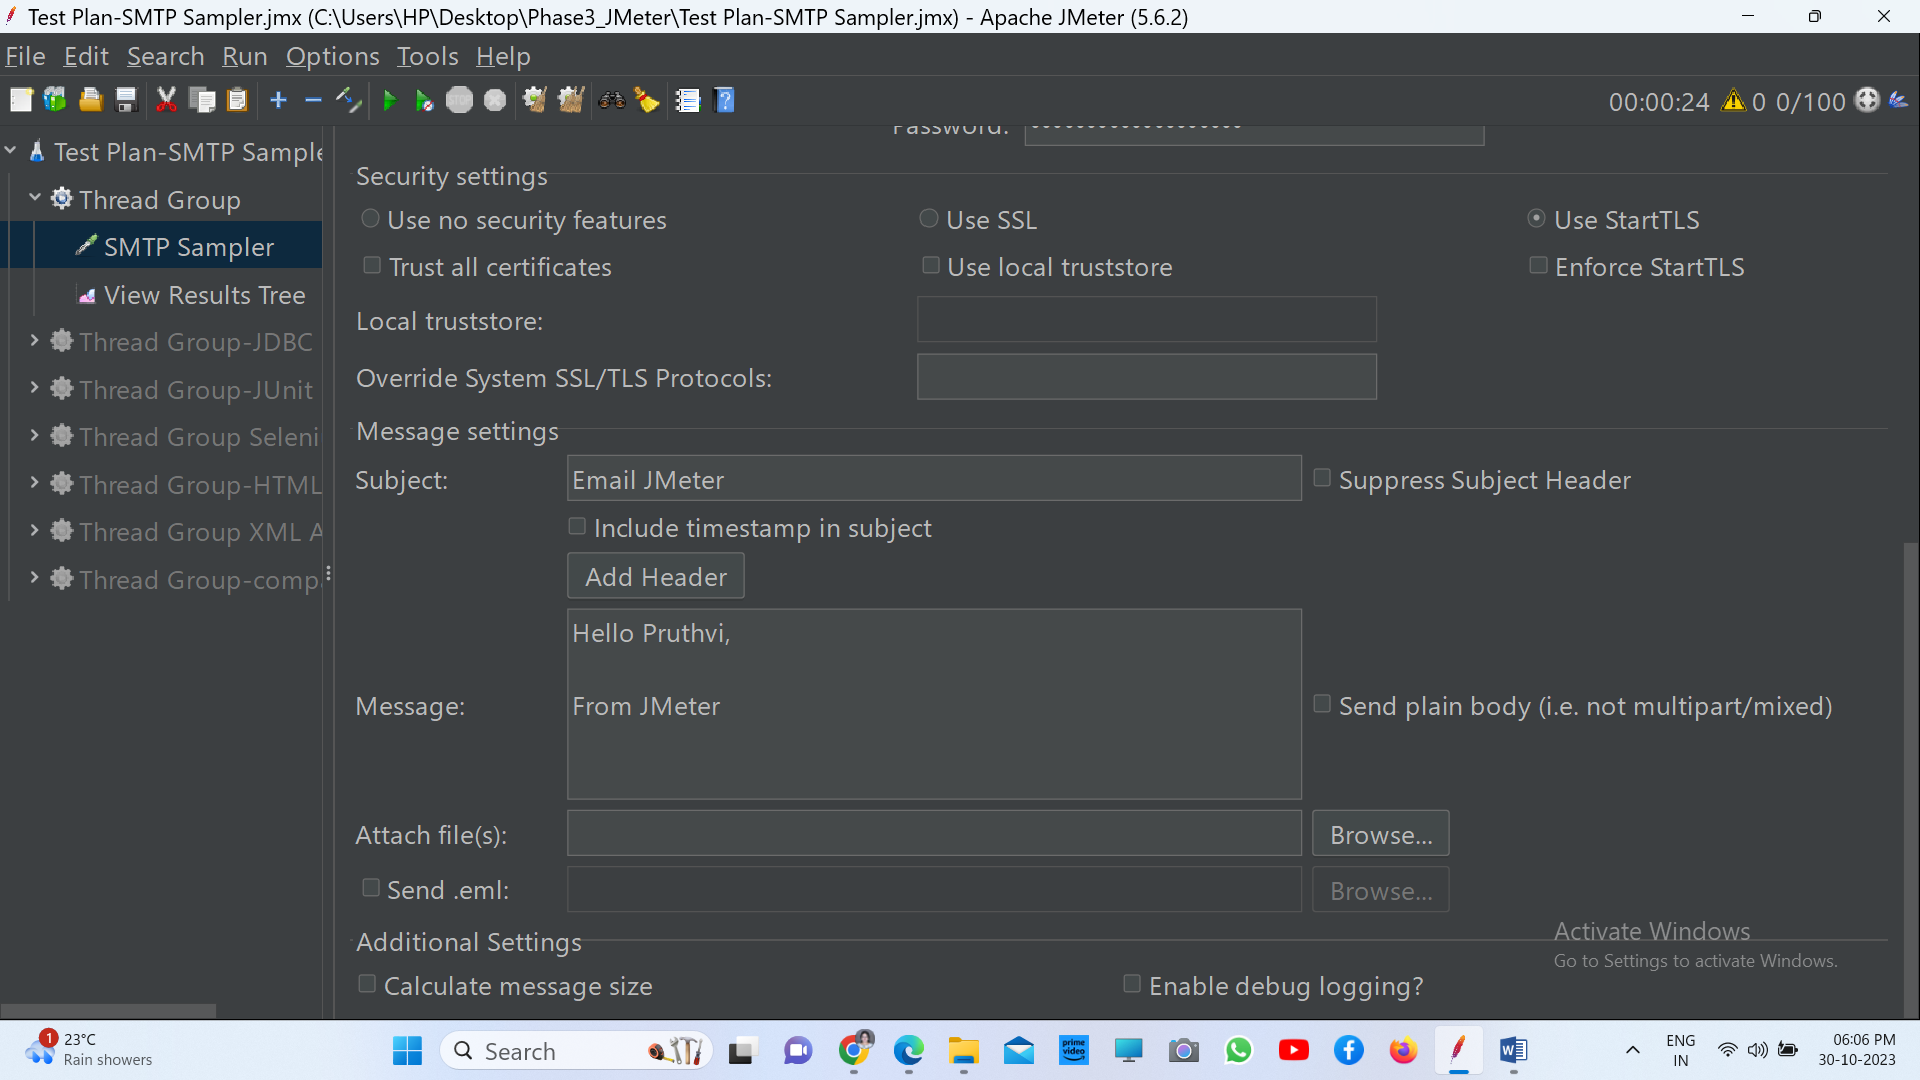 Test Plan-SMTP Sampler.jmx (C:\Users\HP\Desktop\Phase3_JMeter\Test Plan-SMTP Sampler.jmx) - Apache JMeter (5.6.2)
File Edit Search Run Options Tools Help
STOP
00:00:24 0 0/100
Test Plan-SMTP Sample
Thread Group
SMTP Sampler
View Results Tree
Thread Group-JDBC
Thread Group-JUnit
Thread Group Seleni
Thread Group-HTML
Thread Group XML A
Thread Group-comp
Password:
Security settings
Use no security features
Use SSL
Use StartTLS
Trust all certificates
Use local truststore
Enforce StartTLS
Local truststore:
Override System SSL/TLS Protocols:
Message settings
Subject:
Email JMeter
Suppress Subject Header
Include timestamp in subject
Add Header
Message:
Hello Pruthvi,
From JMeter
Send plain body (i.e. not multipart/mixed)
Attach file(s):
Browse...
Send .eml:
Browse...
Additional Settings
Calculate message size
Enable debug logging?
Activate Windows
Go to Settings to activate Windows.
1
23°C
Rain showers
Search
prime
video
ENG
IN
06:06 PM
30-10-2023